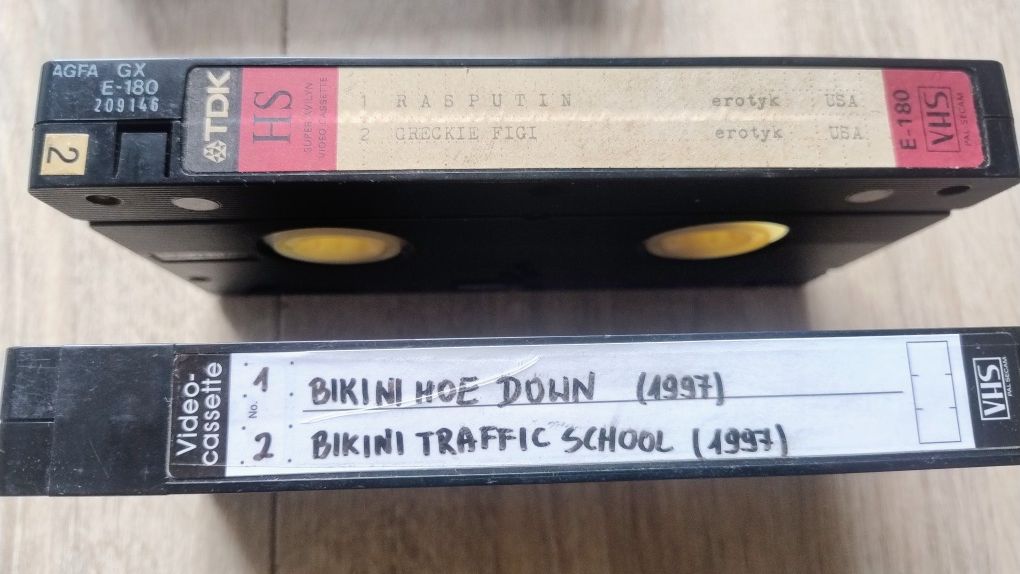 AGFA GX
E-180
209146
2
TDK
HS
SUPER AVILYN
VIDEO CASSETTE
1 RASPUTIN erotyk USA
2 GRECKIE FIGI erotyk USA
E-180
VHS
PAL-SECAM
Video-
cassette
No.
1 BIKINI HOE DOWN (1997)
2 BIKINI TRAFFIC SCHOOL (1997)
VHS
PAL-SECAM